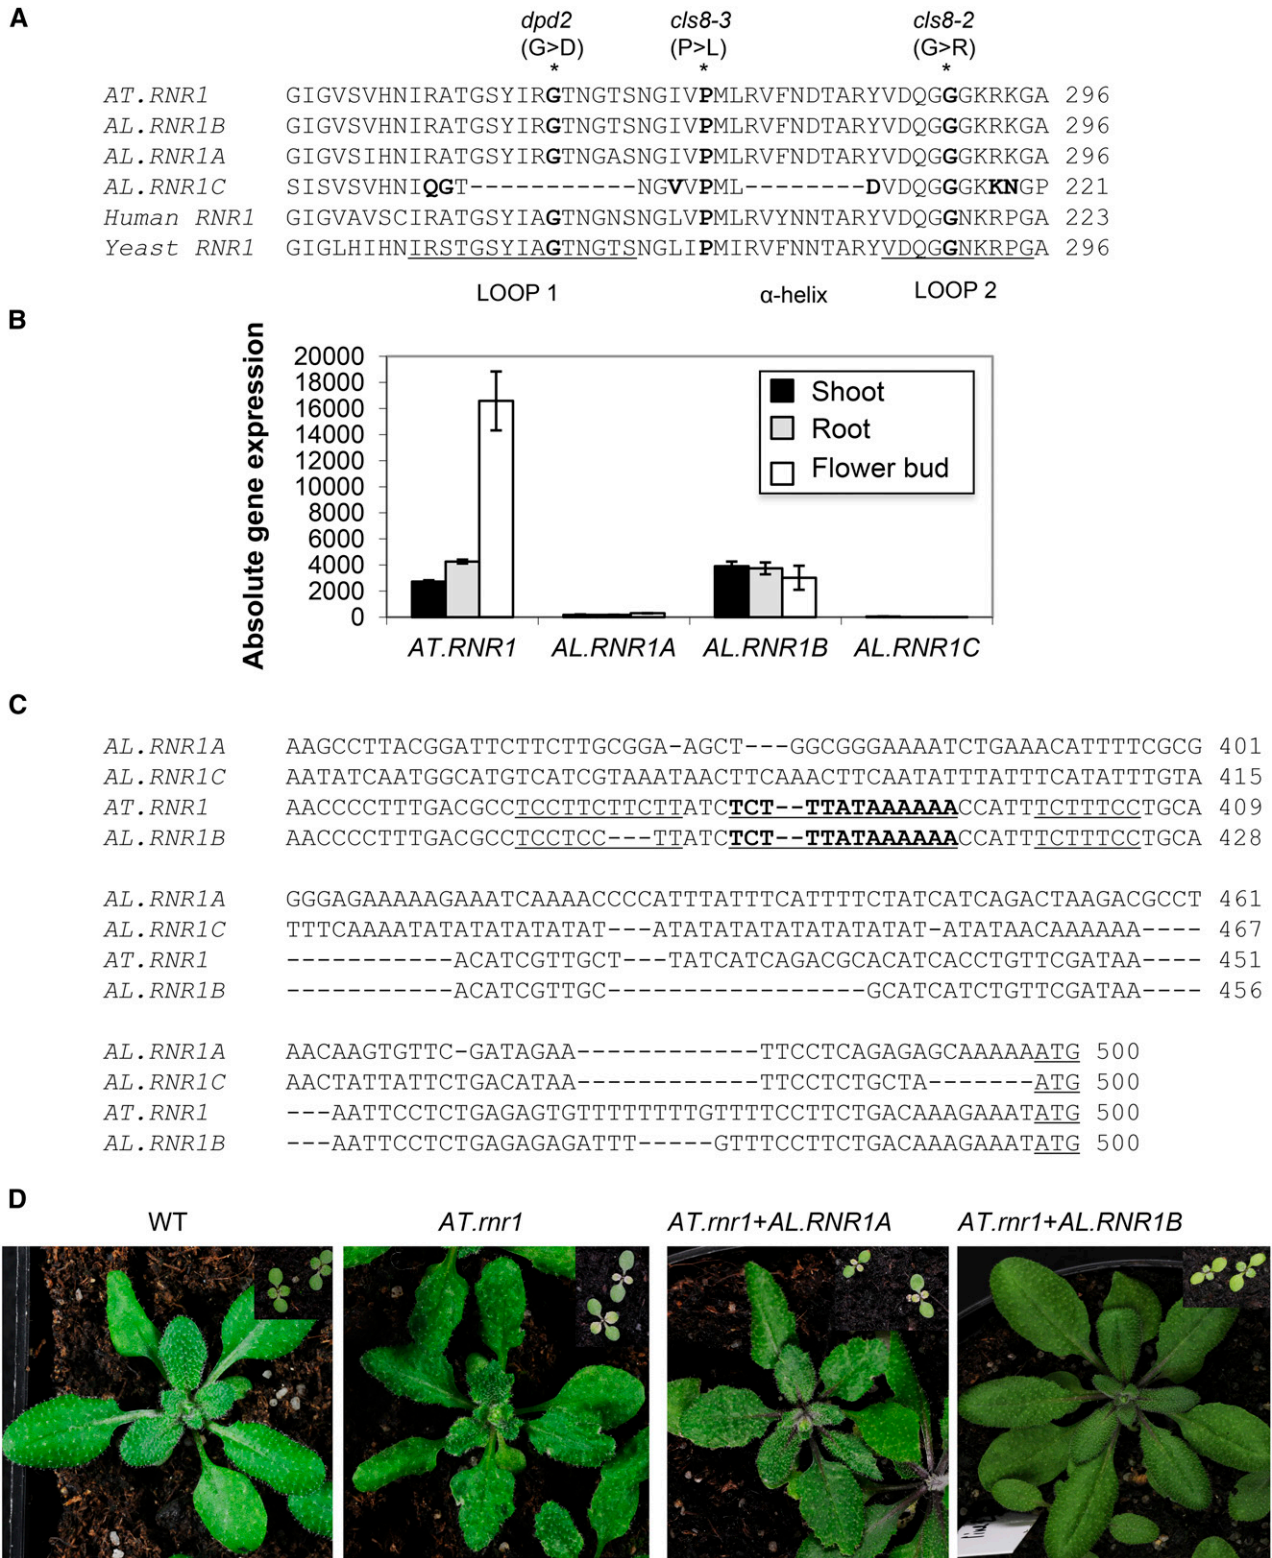 A
dpd2 cls8-3 cls8-2
(G>D) (P>L) (G>R)
* * *
AT.RNR1 GIGVSVHNIRATGSYIRGTNGTSNGIVPMLRVFNDTARYVDQGGGKRKGA 296
AL.RNR1B GIGVSVHNIRATGSYIRGTNGTSNGIVPMLRVFNDTARYVDQGGGKRKGA 296
AL.RNR1A GIGVSIHNIRATGSYIRGTNGASNGIVPMLRVFNDTARYVDQGGGKRKGA 296
AL.RNR1C SISVSVHNIQGT-----------NGVVPML--------DVDQGGGKKNGP 221
Human RNR1 GIGVAVSCIRATGSYIAGTNGNSNGLVPMLRVYNNTARYVDQGGNKRPGA 223
Yeast RNR1 GIGLHIHNIRSTGSYIAGTNGTSNGLIPMIRVFNNTARYVDQGGNKRPGA 296
LOOP 1 α-helix LOOP 2
B
Absolute gene expression
20000
18000
16000
14000
12000
10000
8000
6000
4000
2000
0
Shoot
Root
Flower bud
AT.RNR1 AL.RNR1A AL.RNR1B AL.RNR1C
C
AL.RNR1A AAGCCTTACGGATTCTTCTTGCGGA-AGCT---GGCGGGAAAATCTGAAACATTTTCGCG 401
AL.RNR1C AATATCAATGGCATGTCATCGTAAATAACTTCAAACTTCAATATTTATTTCATATTTGTA 415
AT.RNR1 AACCCCTTTGACGCCTCCTTCTTCTTATCTCT--TTATAAAAAACCATTTCTTTCCTGCA 409
AL.RNR1B AACCCCTTTGACGCCTCCTCC---TTATCTCT--TTATAAAAAACCATTTCTTTCCTGCA 428
AL.RNR1A GGGAGAAAAAGAAATCAAAACCCCATTTATTTCATTTTCTATCATCAGACTAAGACGCCT 461
AL.RNR1C TTTCAAAATATATATATATAT---ATATATATATATATATAT-ATATAACAAAAAA---- 467
AT.RNR1 -----------ACATCGTTGCT---TATCATCAGACGCACATCACCTGTTCGATAA---- 451
AL.RNR1B -----------ACATCGTTGC-----------------GCATCATCTGTTCGATAA---- 456
AL.RNR1A AACAAGTGTTC-GATAGAA------------TTCCTCAGAGAGCAAAAAATG 500
AL.RNR1C AACTATTATTCTGACATAA------------TTCCTCTGCTA-------ATG 500
AT.RNR1 ---AATTCCTCTGAGAGTGTTTTTTTTGTTTTCCTTCTGACAAAGAAATATG 500
AL.RNR1B ---AATTCCTCTGAGAGAGATTT-----GTTTCCTTCTGACAAAGAAATATG 500
D
WT AT.rnr1 AT.rnr1+AL.RNR1A AT.rnr1+AL.RNR1B